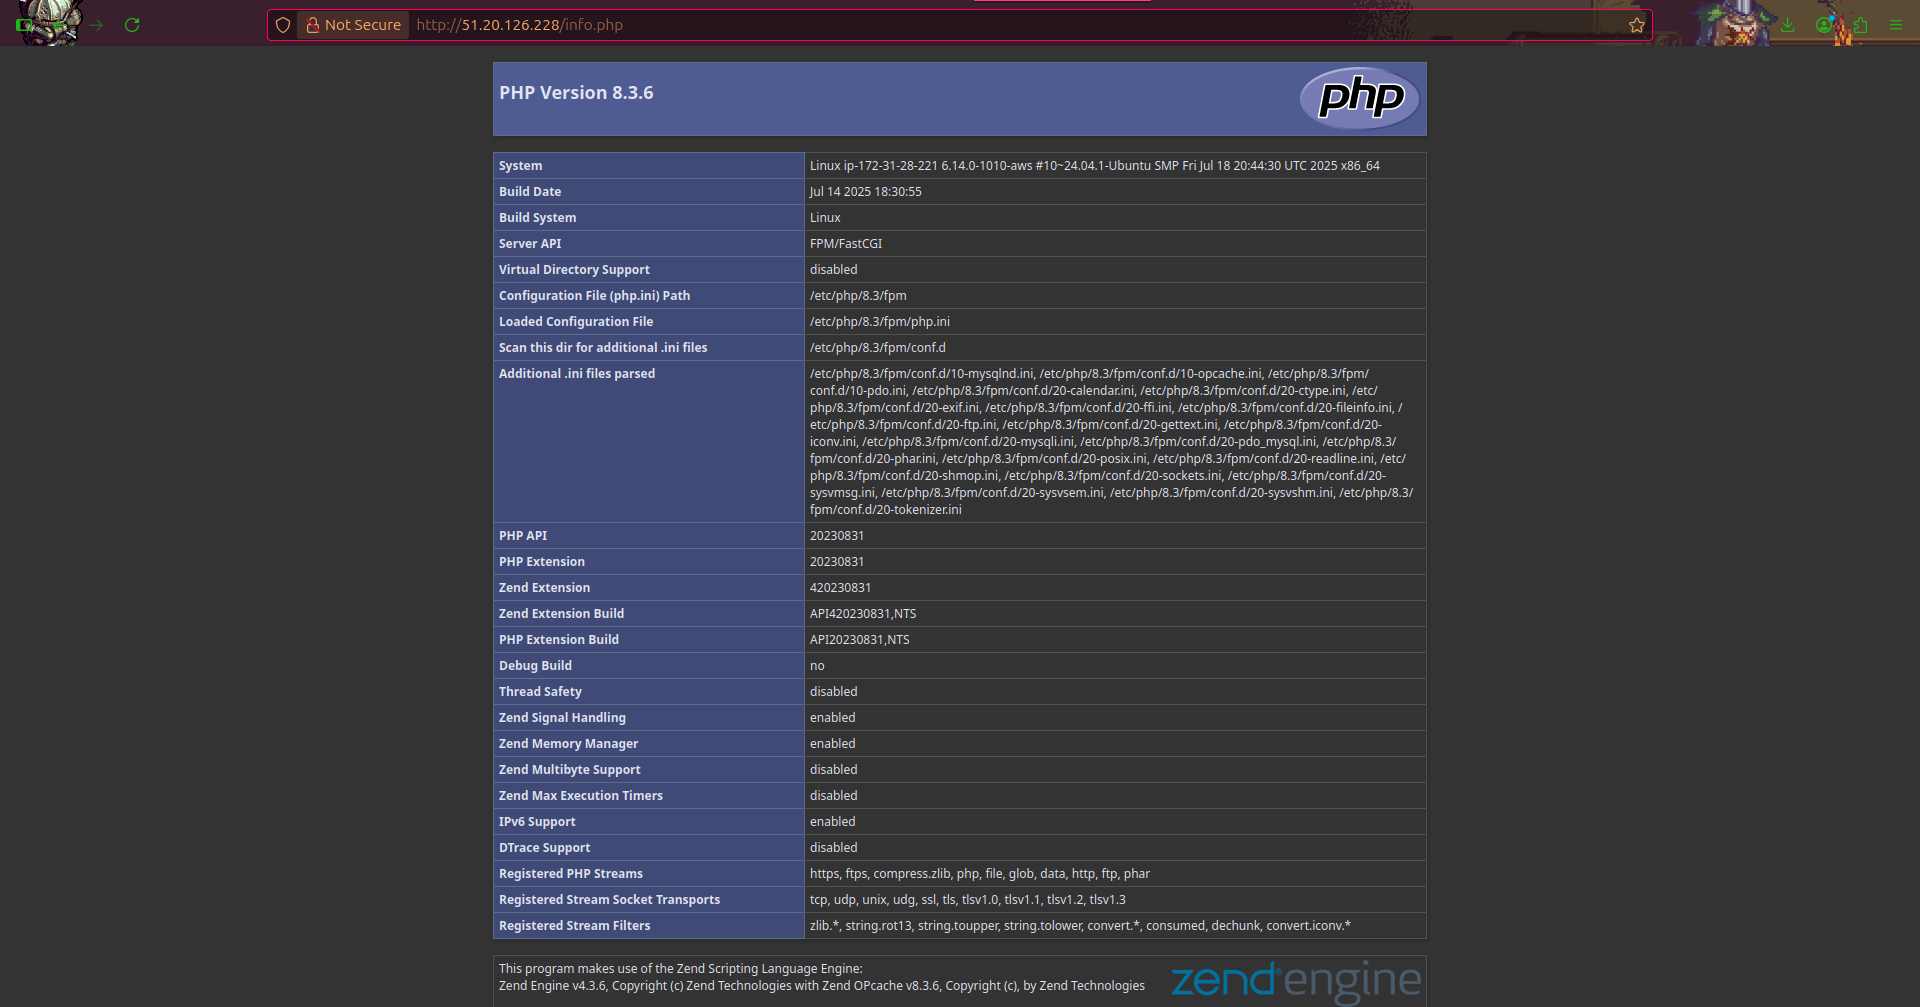 Not Secure http://51.20.126.228/info.php
PHP Version 8.3.6
php
System Linux ip-172-31-28-221 6.14.0-1010-aws #10~24.04.1-Ubuntu SMP Fri Jul 18 20:44:30 UTC 2025 x86_64
Build Date Jul 14 2025 18:30:55
Build System Linux
Server API FPM/FastCGI
Virtual Directory Support disabled
Configuration File (php.ini) Path /etc/php/8.3/fpm
Loaded Configuration File /etc/php/8.3/fpm/php.ini
Scan this dir for additional .ini files /etc/php/8.3/fpm/conf.d
Additional .ini files parsed /etc/php/8.3/fpm/conf.d/10-mysqlnd.ini, /etc/php/8.3/fpm/conf.d/10-opcache.ini, /etc/php/8.3/fpm/
conf.d/10-pdo.ini, /etc/php/8.3/fpm/conf.d/20-calendar.ini, /etc/php/8.3/fpm/conf.d/20-ctype.ini, /etc/
php/8.3/fpm/conf.d/20-exif.ini, /etc/php/8.3/fpm/conf.d/20-ffi.ini, /etc/php/8.3/fpm/conf.d/20-fileinfo.ini, /
etc/php/8.3/fpm/conf.d/20-ftp.ini, /etc/php/8.3/fpm/conf.d/20-gettext.ini, /etc/php/8.3/fpm/conf.d/20-
iconv.ini, /etc/php/8.3/fpm/conf.d/20-mysqli.ini, /etc/php/8.3/fpm/conf.d/20-pdo_mysql.ini, /etc/php/8.3/
fpm/conf.d/20-phar.ini, /etc/php/8.3/fpm/conf.d/20-posix.ini, /etc/php/8.3/fpm/conf.d/20-readline.ini, /etc/
php/8.3/fpm/conf.d/20-shmop.ini, /etc/php/8.3/fpm/conf.d/20-sockets.ini, /etc/php/8.3/fpm/conf.d/20-
sysvmsg.ini, /etc/php/8.3/fpm/conf.d/20-sysvsem.ini, /etc/php/8.3/fpm/conf.d/20-sysvshm.ini, /etc/php/8.3/
fpm/conf.d/20-tokenizer.ini
PHP API 20230831
PHP Extension 20230831
Zend Extension 420230831
Zend Extension Build API420230831,NTS
PHP Extension Build API20230831,NTS
Debug Build no
Thread Safety disabled
Zend Signal Handling enabled
Zend Memory Manager enabled
Zend Multibyte Support disabled
Zend Max Execution Timers disabled
IPv6 Support enabled
DTrace Support disabled
Registered PHP Streams https, ftps, compress.zlib, php, file, glob, data, http, ftp, phar
Registered Stream Socket Transports tcp, udp, unix, udg, ssl, tls, tlsv1.0, tlsv1.1, tlsv1.2, tlsv1.3
Registered Stream Filters zlib.*, string.rot13, string.toupper, string.tolower, convert.*, consumed, dechunk, convert.iconv.*
This program makes use of the Zend Scripting Language Engine:
Zend Engine v4.3.6, Copyright (c) Zend Technologies with Zend OPcache v8.3.6, Copyright (c), by Zend Technologies
zend®engine